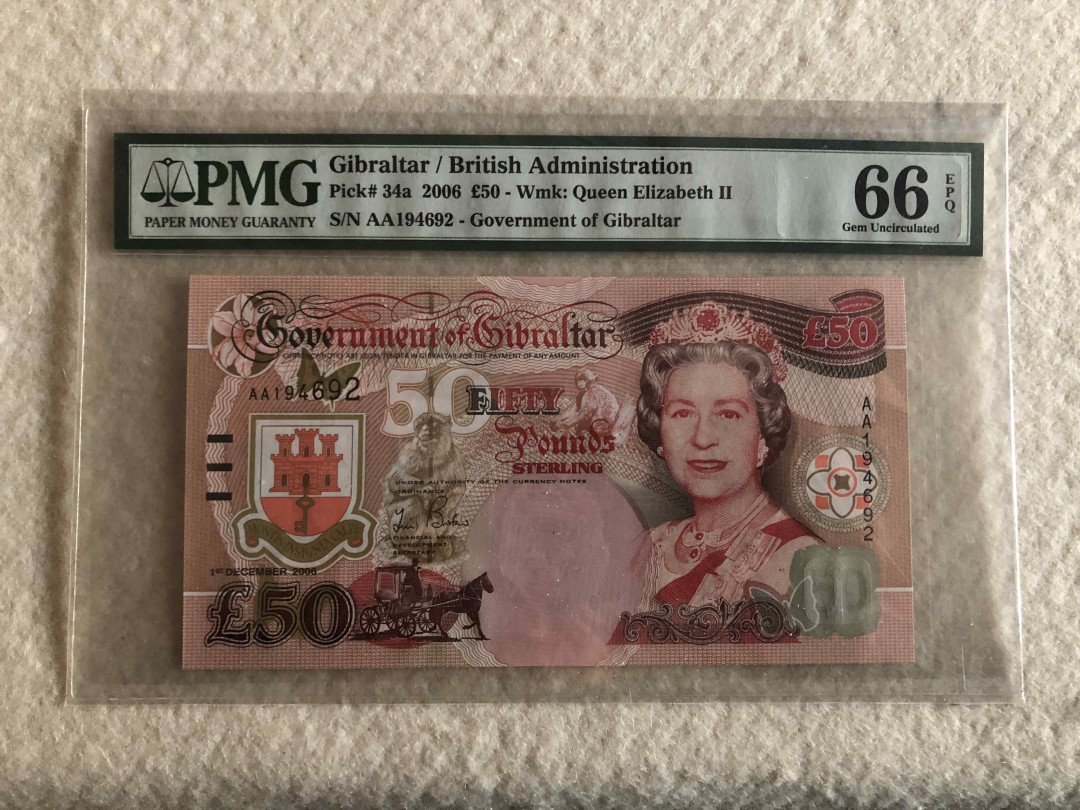 PMG
PAPER MONEY GUARANTY
Gibraltar / British Administration
Pick# 34a 2006 £50 - Wmk: Queen Elizabeth II
S/N AA194692 - Government of Gibraltar
66
EPQ
Gem Uncirculated
Government of Gibraltar
CURRENCY NOTES ARE LEGAL TENDER IN GIBRALTAR FOR THE PAYMENT OF ANY AMOUNT
£50
AA194692
50
FIFTY
Pounds
STERLING
UNDER AUTHORITY OF THE CURRENCY NOTES
ORDINANCE
FINANCIAL AND
DEVELOPMENT
SECRETARY
AA194692
1ST DECEMBER 2006
£50